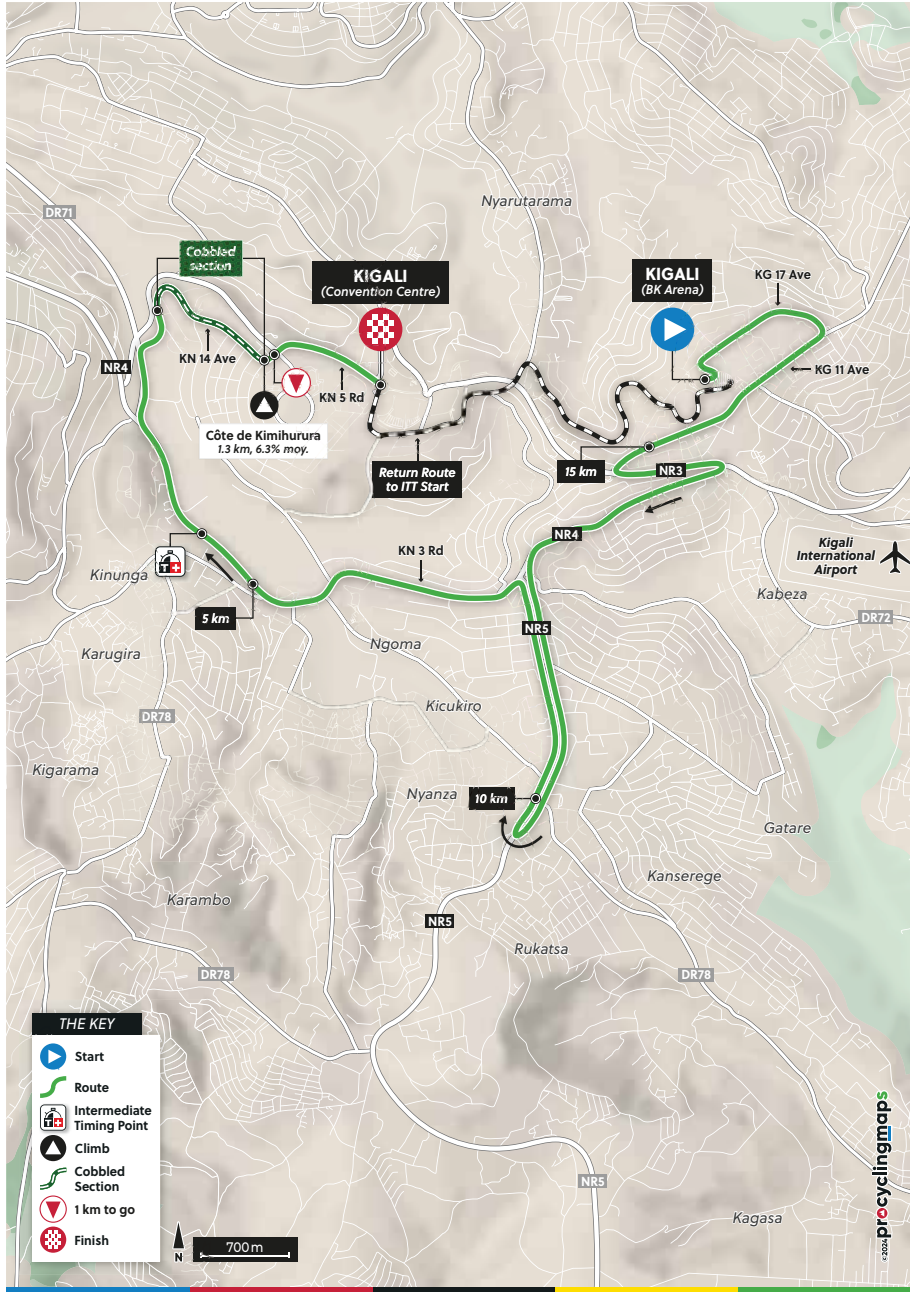 DR71
Nyarutarama
Cobbled
section
KIGALI
(Convention Centre)
KIGALI
(BK Arena)
KG 17 Ave
NR4
KN 14 Ave
KN 5 Rd
KG 11 Ave
Côte de Kimihurura
1.3 km, 6.3% moy.
Return Route
to ITT Start
15 km
NR3
NR4
Kigali
International
Airport
KN 3 Rd
T
Kinunga
Kabeza
5 km
DR72
NR5
Ngoma
Karugira
Kicukiro
DR78
Kigarama
Nyanza
10 km
Gatare
Kanserege
Karambo
NR5
Rukatsa
DR78
DR78
THE KEY
Start
Route
T
Intermediate
Timing Point
Climb
Cobbled
Section
1 km to go
Finish
N
700 m
NR5
Kagasa
©2024
procyclingmaps